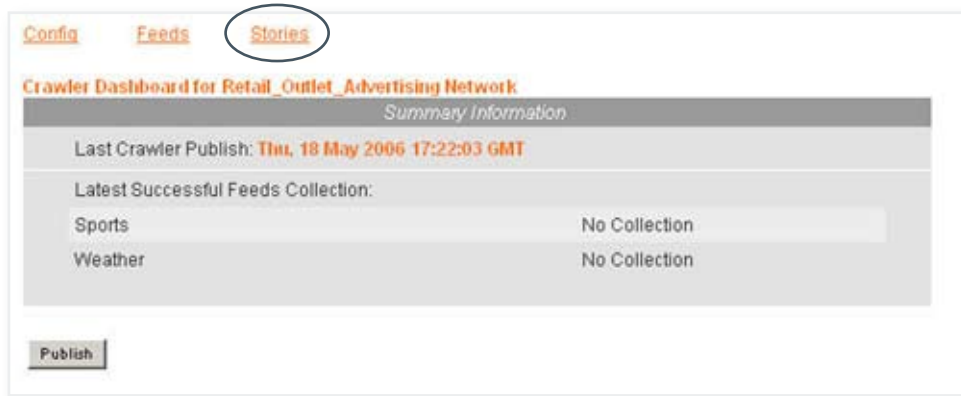 Config Feeds Stories
Crawler Dashboard for Retail_Outlet_Advertising Network
Summary Information
Last Crawler Publish: Thu, 18 May 2006 17:22:03 GMT
Latest Successful Feeds Collection:
Sports No Collection
Weather No Collection
Publish